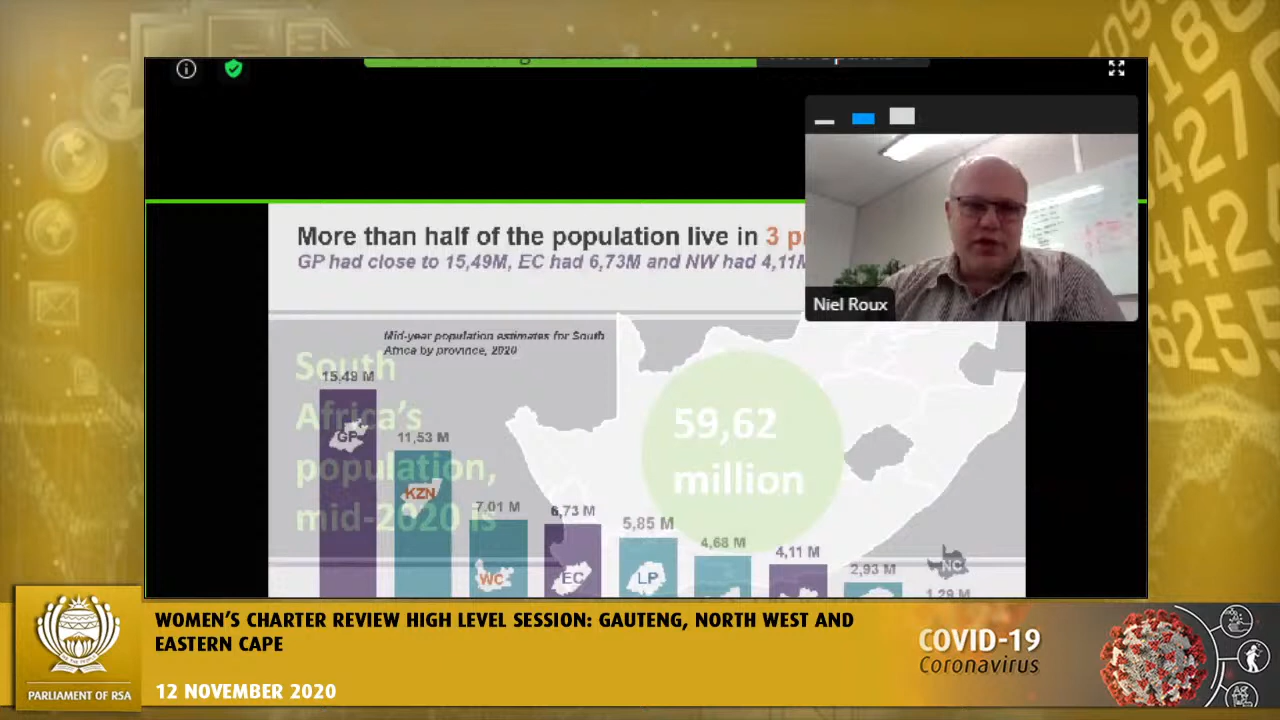 More than half of the population live in 3
GP had close to 15,49M, EC had 6,73M and NW had 4,11M
Niel Roux
Mid-year population estimates for South
Africa by province, 2020
South
Africa's
population,
mid-2020 is
59,62
million
15,49 M
GP
11,53 M
KZN
7,01 M
WC
6,73 M
EC
5,85 M
LP
4,68 M
4,11 M
2,93 M
NC
1,29 M
WOMEN'S CHARTER REVIEW HIGH LEVEL SESSION: GAUTENG, NORTH WEST AND
EASTERN CAPE
12 NOVEMBER 2020
PARLIAMENT OF RSA
COVID-19
Coronavirus